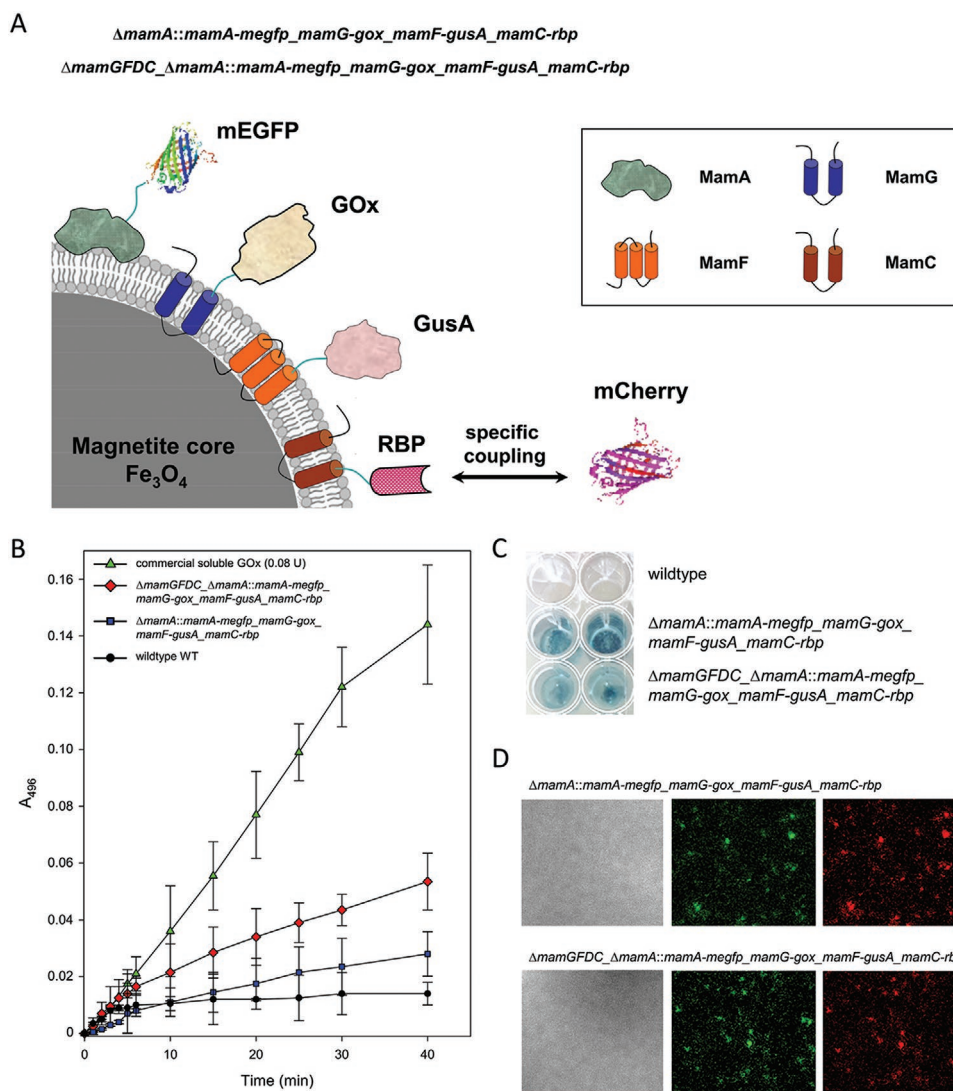 A
ΔmamA::mamA-megfp_mamG-gox_mamF-gusA_mamC-rbp
ΔmamGFDC_ΔmamA::mamA-megfp_mamG-gox_mamF-gusA_mamC-rbp
mEGFP
GOx
GusA
RBP
specific
coupling
mCherry
Magnetite core
Fe₃O₄
MamA
MamG
MamF
MamC
B
commercial soluble GOx (0.08 U)
ΔmamGFDC_ΔmamA::mamA-megfp_
mamG-gox_mamF-gusA_mamC-rbp
ΔmamA::mamA-megfp_mamG-gox_
mamF-gusA_mamC-rbp
wildtype WT
0.16
0.14
0.12
0.10
0.08
0.06
0.04
0.02
0
A₄₉₆
0
10
20
30
40
Time (min)
C
wildtype
ΔmamA::mamA-megfp_mamG-gox_
mamF-gusA_mamC-rbp
ΔmamGFDC_ΔmamA::mamA-megfp_
mamG-gox_mamF-gusA_mamC-rbp
D
ΔmamA::mamA-megfp_mamG-gox_mamF-gusA_mamC-rbp
ΔmamGFDC_ΔmamA::mamA-megfp_mamG-gox_mamF-gusA_mamC-rb